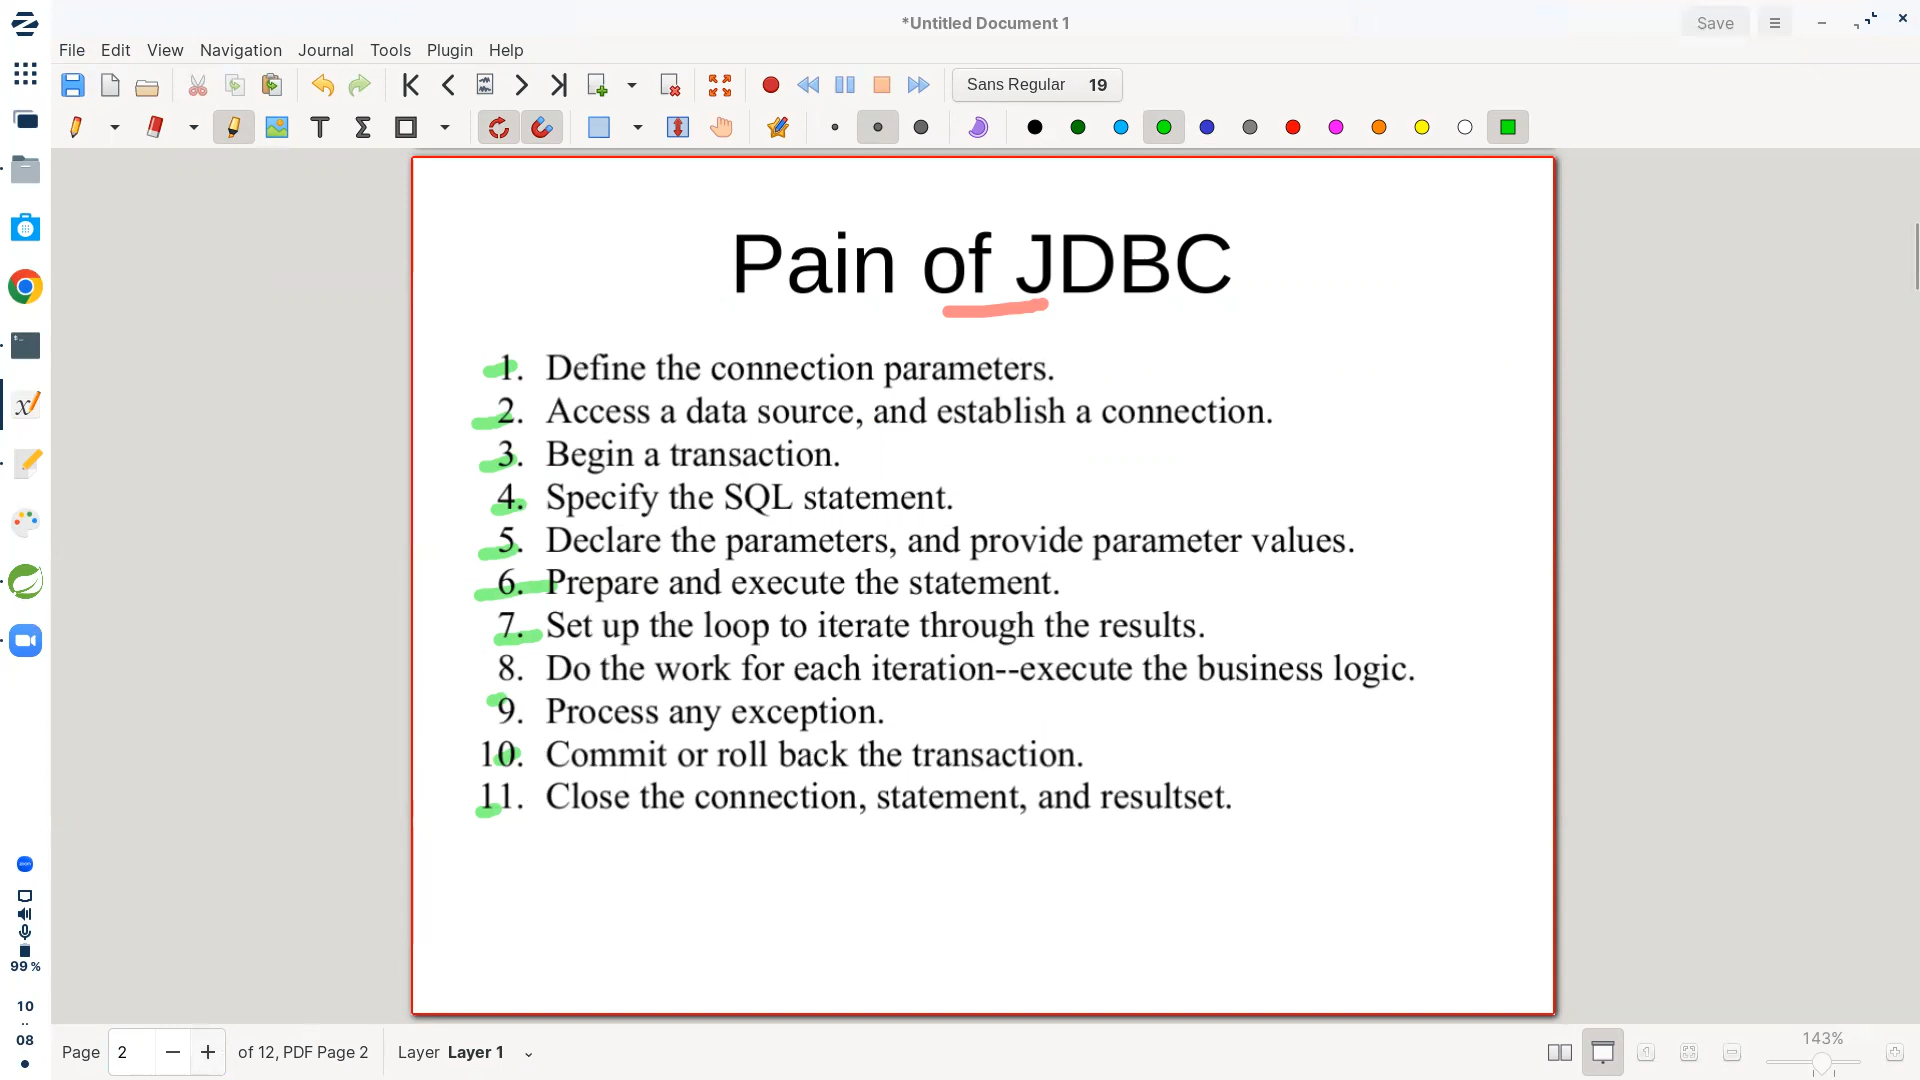 *Untitled Document 1
Save
File Edit View Navigation Journal Tools Plugin Help
Sans Regular 19
Pain of JDBC
1. Define the connection parameters.
2. Access a data source, and establish a connection.
3. Begin a transaction.
4. Specify the SQL statement.
5. Declare the parameters, and provide parameter values.
6. Prepare and execute the statement.
7. Set up the loop to iterate through the results.
8. Do the work for each iteration--execute the business logic.
9. Process any exception.
10. Commit or roll back the transaction.
11. Close the connection, statement, and resultset.
99 %
10
..
08
Page 2 of 12, PDF Page 2 Layer Layer 1
143%